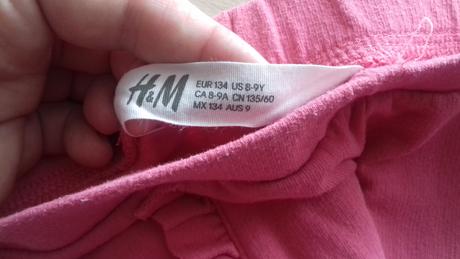 H&M
EUR 134 US 8-9Y
CA 8-9A CN 135/60
MX 134 AUS 9